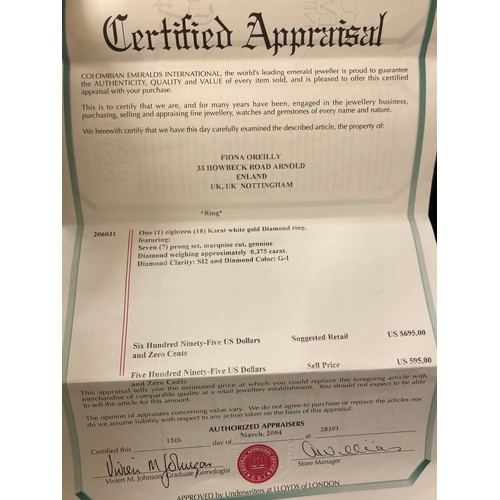 Certified Appraisal
COLOMBIAN EMERALDS INTERNATIONAL, the world's leading emerald jeweller is proud to guarantee
the AUTHENTICITY, QUALITY and VALUE of every item sold, and is pleased to offer this certified
appraisal with your purchase.
This is to certify that we are, and for many years have been, engaged in the jewellery business,
purchasing, selling and appraising fine jewellery, watches and gemstones of every name and nature.
We herewith certify that we have this day carefully examined the described article, the property of:
FIONA OREILLY
33 HOWBECK ROAD ARNOLD
ENLAND
UK, UK NOTTINGHAM
*Ring*
206031 One (1) eighteen (18) Karat white gold Diamond ring.
featuring:
Seven (7) prong set, marquise cut, genuine
Diamond weighing approximately 0.375 carat.
Diamond Clarity: SI2 and Diamond Color: G-I
Six Hundred Ninety-Five US Dollars Suggested Retail US $695.00
and Zero Cents
Five Hundred Ninety-Five US Dollars Sell Price US 595.00
and Zero Cents
This appraisal tells you the estimated price at which you could replace the foregoing article with
merchandise of comparable quality at a retail jewellery establishment. You should not expect to be able
to sell the article for this amount.
The opinion of appraisers concerning value vary. We do not agree to purchase or replace the articles nor
do we assume liability with respect to any action taken on the basis of this appraisal.
AUTHORIZED APPRAISERS
Certified this 15th day of March, 2004 at 28101
Vivien M. Johnson
Vivien M. Johnson, Graduate Gemologist Store Manager
APPROVED by Underwriters at LLOYDS of LONDON